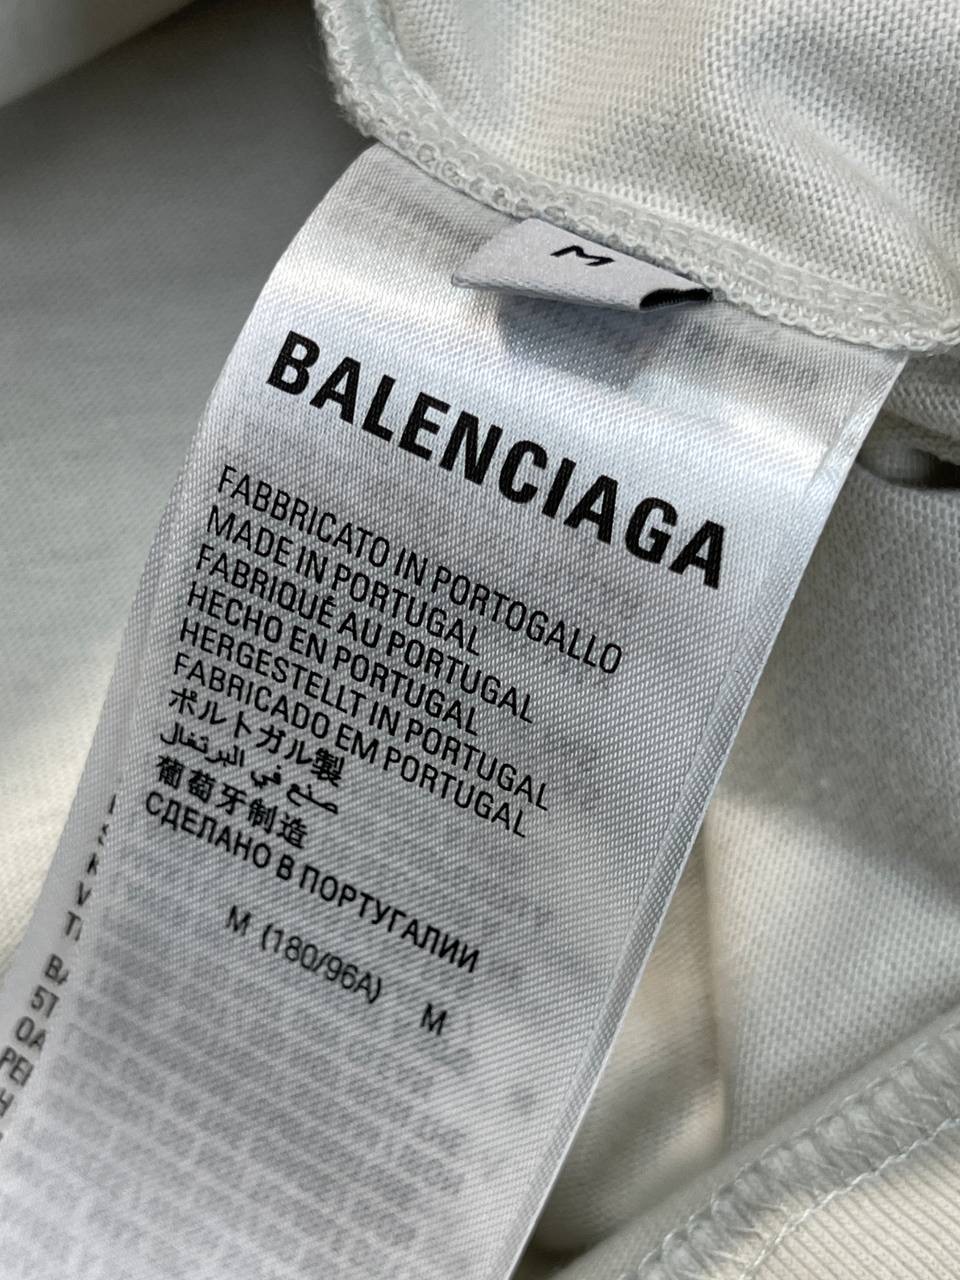 M
BALENCIAGA
FABBRICATO IN PORTOGALLO
MADE IN PORTUGAL
FABRIQUÉ AU PORTUGAL
HECHO EN PORTUGAL
HERGESTELLT IN PORTUGAL
FABRICADO EM PORTUGAL
ポルトガル製
صنع في البرتغال
葡萄牙制造
СДЕЛАНО В ПОРТУГАЛИИ
M (180/96A) M